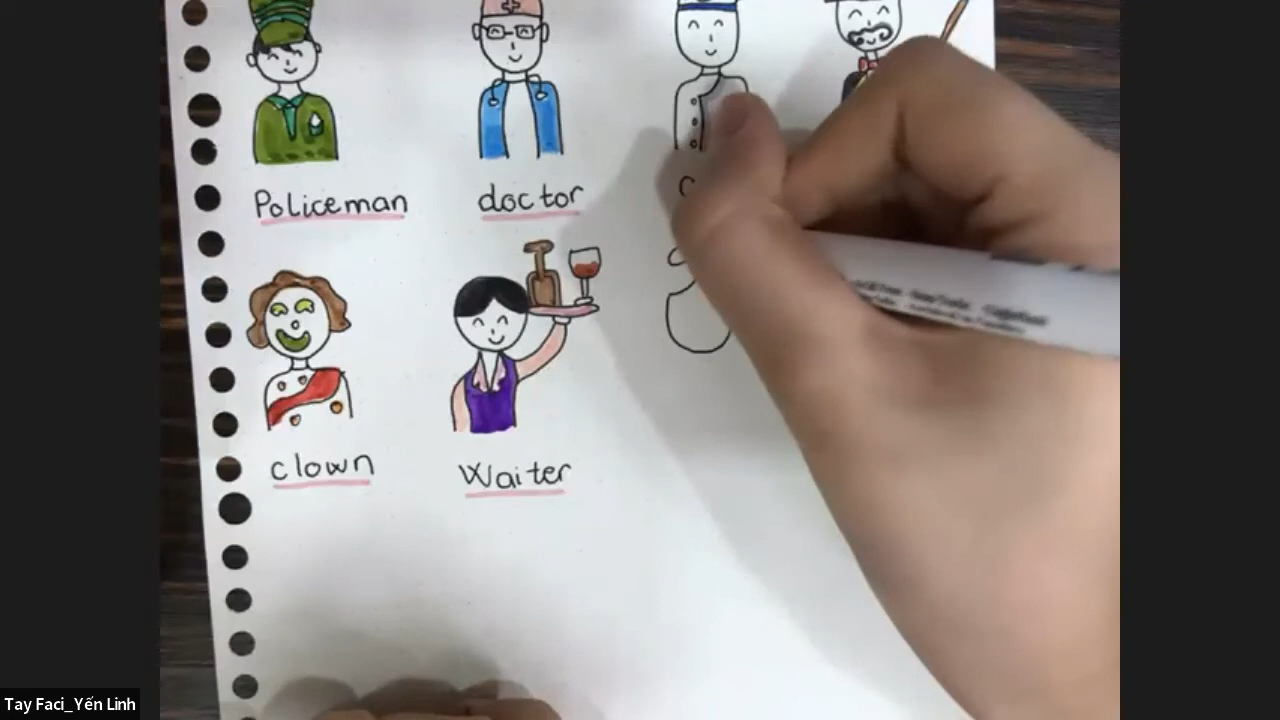 Policeman
doctor
clown
Waiter
Tay Faci_Yến Linh